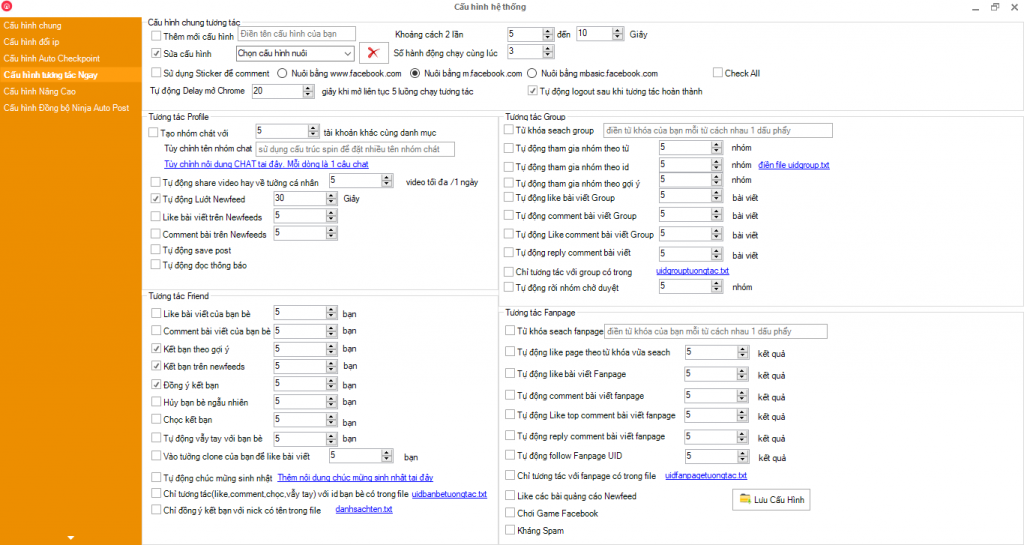 Cấu hình hệ thống
Cấu hình chung
Cấu hình đổi ip
Cấu hình Auto Checkpoint
Cấu hình tương tác Ngay
Cấu hình Nâng Cao
Cấu hình Đồng bộ Ninja Auto Post
Cấu hình chung tương tác
Thêm mới cấu hình Điền tên cấu hình của bạn Khoảng cách 2 lần 5 đến 10 Giây
Sửa cấu hình Chọn cấu hình nuôi Số hành động chạy cùng lúc 3
Sử dụng Sticker để comment Nuôi bằng www.facebook.com Nuôi bằng m.facebook.com Nuôi bằng mbasic.facebook.com Check All
Tự động Delay mở Chrome 20 giây khi mở liên tục 5 luồng chạy tương tác Tự động logout sau khi tương tác hoàn thành
Tương tác Profile
Tạo nhóm chát với 5 tài khoản khác cùng danh mục
Tùy chỉnh tên nhóm chat sử dụng cấu trúc spin để đặt nhiều tên nhóm chát
Tùy chỉnh nội dung CHAT tại đây. Mỗi dòng là 1 câu chat
Tự động share video hay về tường cá nhân 5 video tối đa /1 ngày
Tự động Lướt Newfeed 30 Giây
Like bài viết trên Newfeeds 5
Comment bài viết trên Newfeeds 5
Tự động save post
Tự động đọc thông báo
Tương tác Friend
Like bài viết của bạn bè 5 bạn
Comment bài viết của bạn bè 5 bạn
Kết bạn theo gợi ý 5 bạn
Kết bạn trên newfeeds 5 bạn
Đồng ý kết bạn 5 bạn
Hủy bạn bè ngẫu nhiên 5 bạn
Chọc kết bạn 5 bạn
Tự động vẫy tay với bạn bè 5 bạn
Vào tường clone của bạn để like bài viết 5 bạn
Tự động chúc mừng sinh nhật Thêm nội dung chúc mừng sinh nhật tại đây
Chỉ tương tác(like,comment,chọc,vẫy tay) với id bạn bè có trong file uidbanbetuongtac.txt
Chỉ đồng ý kết bạn với nick có tên trong file danhsachten.txt
Tương tác Group
Từ khóa seach group điền từ khóa của bạn mỗi từ cách nhau 1 dấu phẩy
Tự động tham gia nhóm theo từ 5 nhóm
Tự động tham gia nhóm theo id 5 nhóm điền file uidgroup.txt
Tự động tham gia nhóm theo gợi ý 5 nhóm
Tự động like bài viết Group 5 bài viết
Tự động comment bài viết Group 5 bài viết
Tự động Like comment bài viết Group 5 bài viết
Tự động reply comment bài viết 5 bài viết
Chỉ tương tác với group có trong uidgrouptuongtac.txt
Tự động rời nhóm chờ duyệt 5 nhóm
Tương tác Fanpage
Từ khóa seach fanpage điền từ khóa của bạn mỗi từ cách nhau 1 dấu phẩy
Tự động like page theo từ khóa vừa seach 5 kết quả
Tự động like bài viết Fanpage 5 kết quả
Tự động comment bài viết fanpage 5 kết quả
Tự động Like top comment bài viết fanpage 5 kết quả
Tự động reply comment bài viết fanpage 5 kết quả
Tự động follow Fanpage UID 5 kết quả
Chỉ tương tác với fanpage có trong file uidfanpagetuongtac.txt
Like các bài quảng cáo Newfeed
Lưu Cấu Hình
Chơi Game Facebook
Kháng Spam